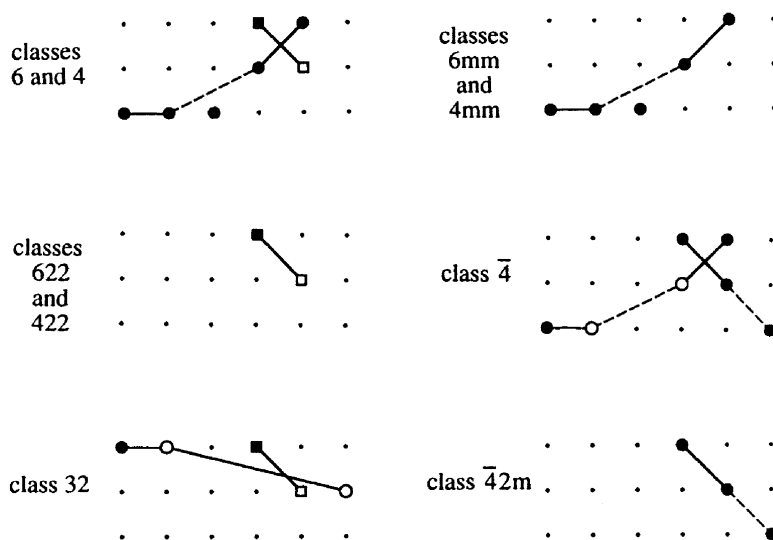 classes
6 and 4
classes
6mm
and
4mm
classes
622
and
422
class 4̅
class 32
class 4̅2m